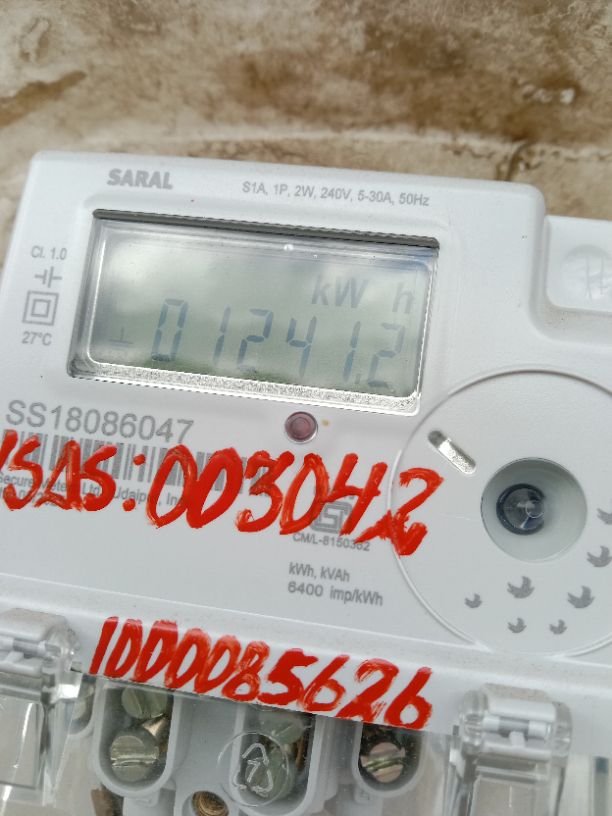 SARAL
S1A, 1P, 2W, 240V, 5-30A, 50Hz
Cl. 1.0
27°C
kW h
01241.2
SS18086047
:003042
CM/L-8150362
kWh, kVAh
6400 imp/kWh
1000085626